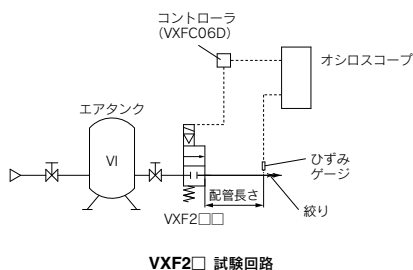 コントローラ
(VXFC06D)
オシロスコープ
エアタンク
VI
ひずみ
ゲージ
配管長さ
絞り
VXF2□□
VXF2□ 試験回路